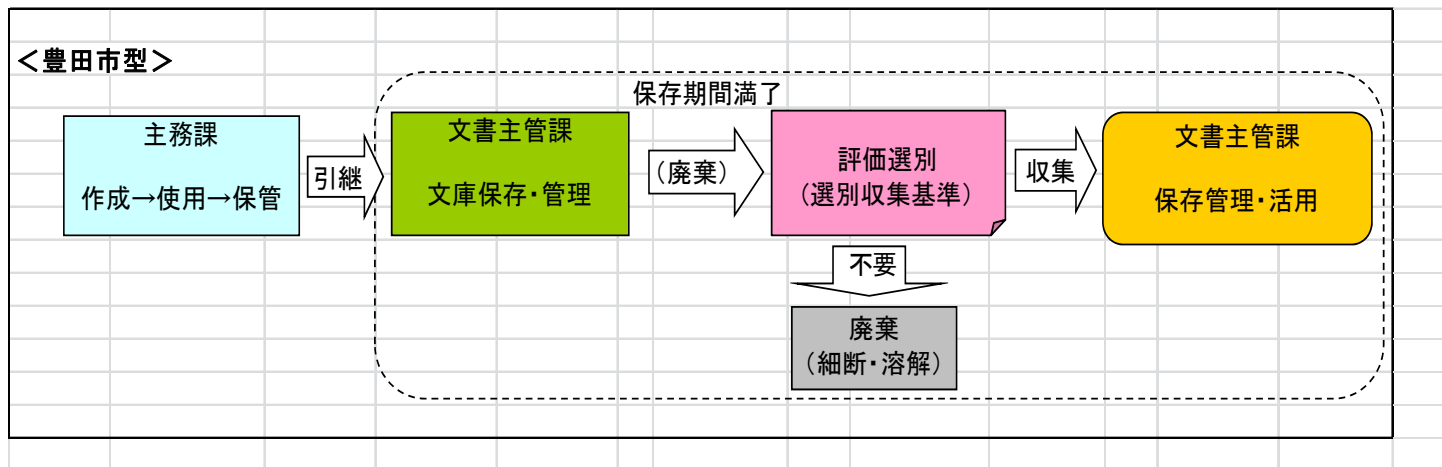 <豊田市型>
保存期間満了
主務課
作成→使用→保管
引継
文書主管課
文庫保存・管理
(廃棄)
評価選別
(選別収集基準)
収集
文書主管課
保存管理・活用
不要
廃棄
(細断・溶解)